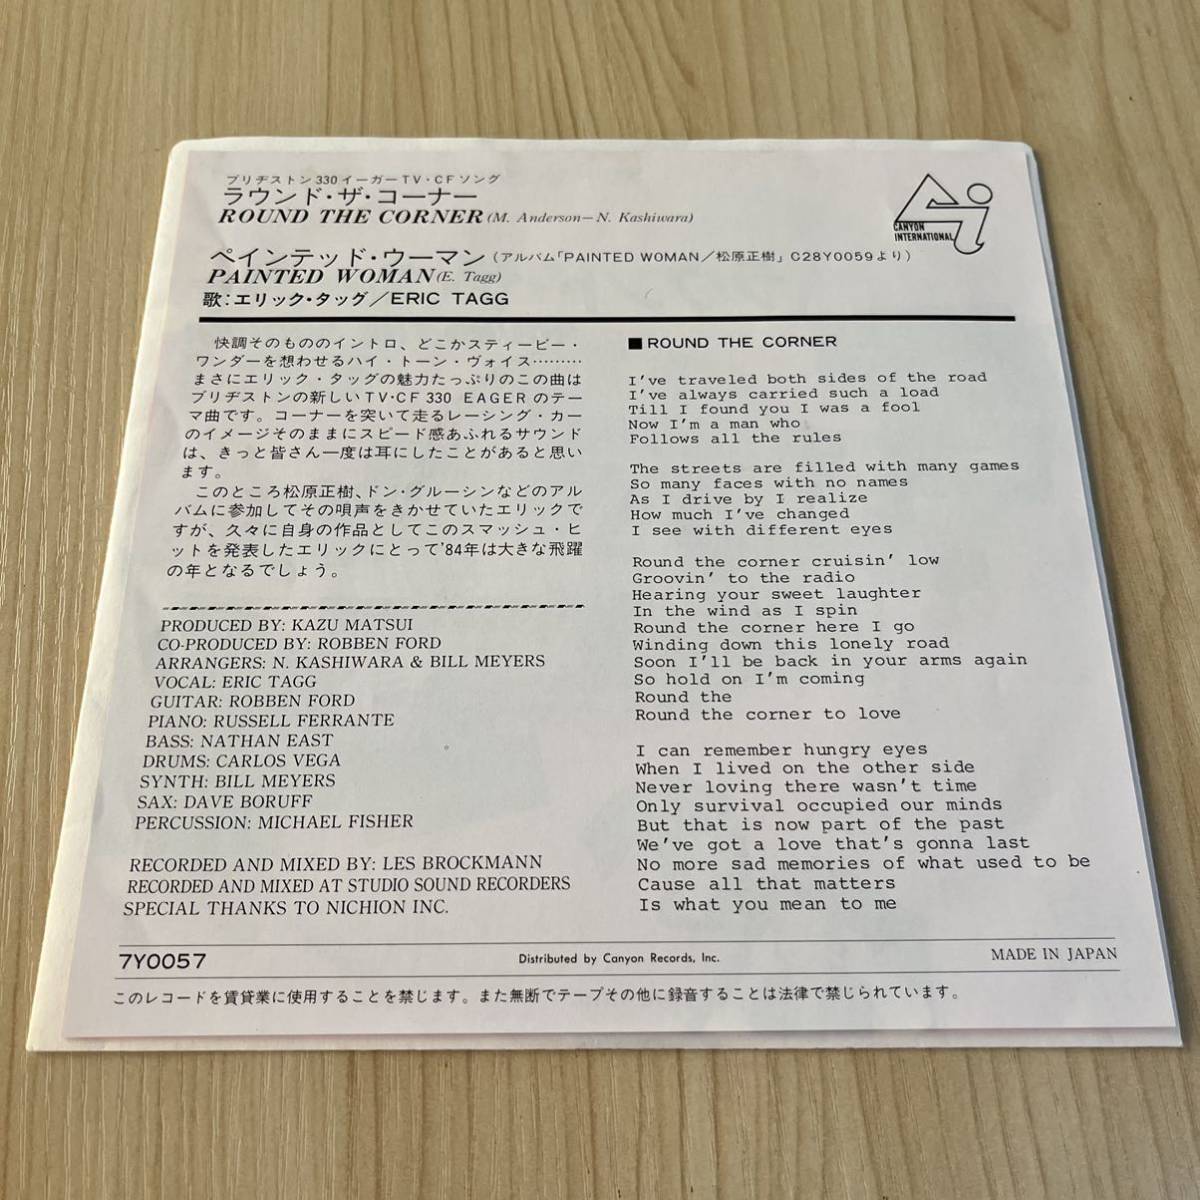 ブリヂストン330イーガーTV・CFソング
ラウンド・ザ・コーナー
ROUND THE CORNER (M. Anderson—N. Kashiwara)
CANYON
INTERNATIONAL
ペインテッド・ウーマン(アルバム「PAINTED WOMAN/松原正樹」C28Y0059より)
PAINTED WOMAN (E. Tagg)
歌:エリック・タッグ/ERIC TAGG
快調そのもののイントロ、どこかスティービー・
ワンダーを想わせるハイ・トーン・ヴォイス………
まさにエリック・タッグの魅力たっぷりのこの曲は
ブリヂストンの新しいTV・CF 330 EAGERのテー
マ曲です。コーナーを突いて走るレーシング・カー
のイメージそのままにスピード感あふれるサウンド
は、きっと皆さん一度は耳にしたことがあると思い
ます。
このところ松原正樹、ドン・グルーシンなどのアル
バムに参加してその唄声をきかせていたエリックで
すが、久々に自身の作品としてこのスマッシュ・ヒ
ットを発表したエリックにとって'84年は大きな飛躍
の年となるでしょう。
PRODUCED BY: KAZU MATSUI
CO-PRODUCED BY: ROBBEN FORD
ARRANGERS: N. KASHIWARA & BILL MEYERS
VOCAL: ERIC TAGG
GUITAR: ROBBEN FORD
PIANO: RUSSELL FERRANTE
BASS: NATHAN EAST
DRUMS: CARLOS VEGA
SYNTH: BILL MEYERS
SAX: DAVE BORUFF
PERCUSSION: MICHAEL FISHER
RECORDED AND MIXED BY: LES BROCKMANN
RECORDED AND MIXED AT STUDIO SOUND RECORDERS
SPECIAL THANKS TO NICHION INC.
■ROUND THE CORNER
I've traveled both sides of the road
I've always carried such a load
Till I found you I was a fool
Now I'm a man who
Follows all the rules
The streets are filled with many games
So many faces with no names
As I drive by I realize
How much I've changed
I see with different eyes
Round the corner cruisin' low
Groovin' to the radio
Hearing your sweet laughter
In the wind as I spin
Round the corner here I go
Winding down this lonely road
Soon I'll be back in your arms again
So hold on I'm coming
Round the
Round the corner to love
I can remember hungry eyes
When I lived on the other side
Never loving there wasn't time
Only survival occupied our minds
But that is now part of the past
We've got a love that's gonna last
No more sad memories of what used to be
Cause all that matters
Is what you mean to me
7Y0057
Distributed by Canyon Records, Inc.
MADE IN JAPAN
このレコードを賃貸業に使用することを禁じます。また無断でテープその他に録音することは法律で禁じられています。